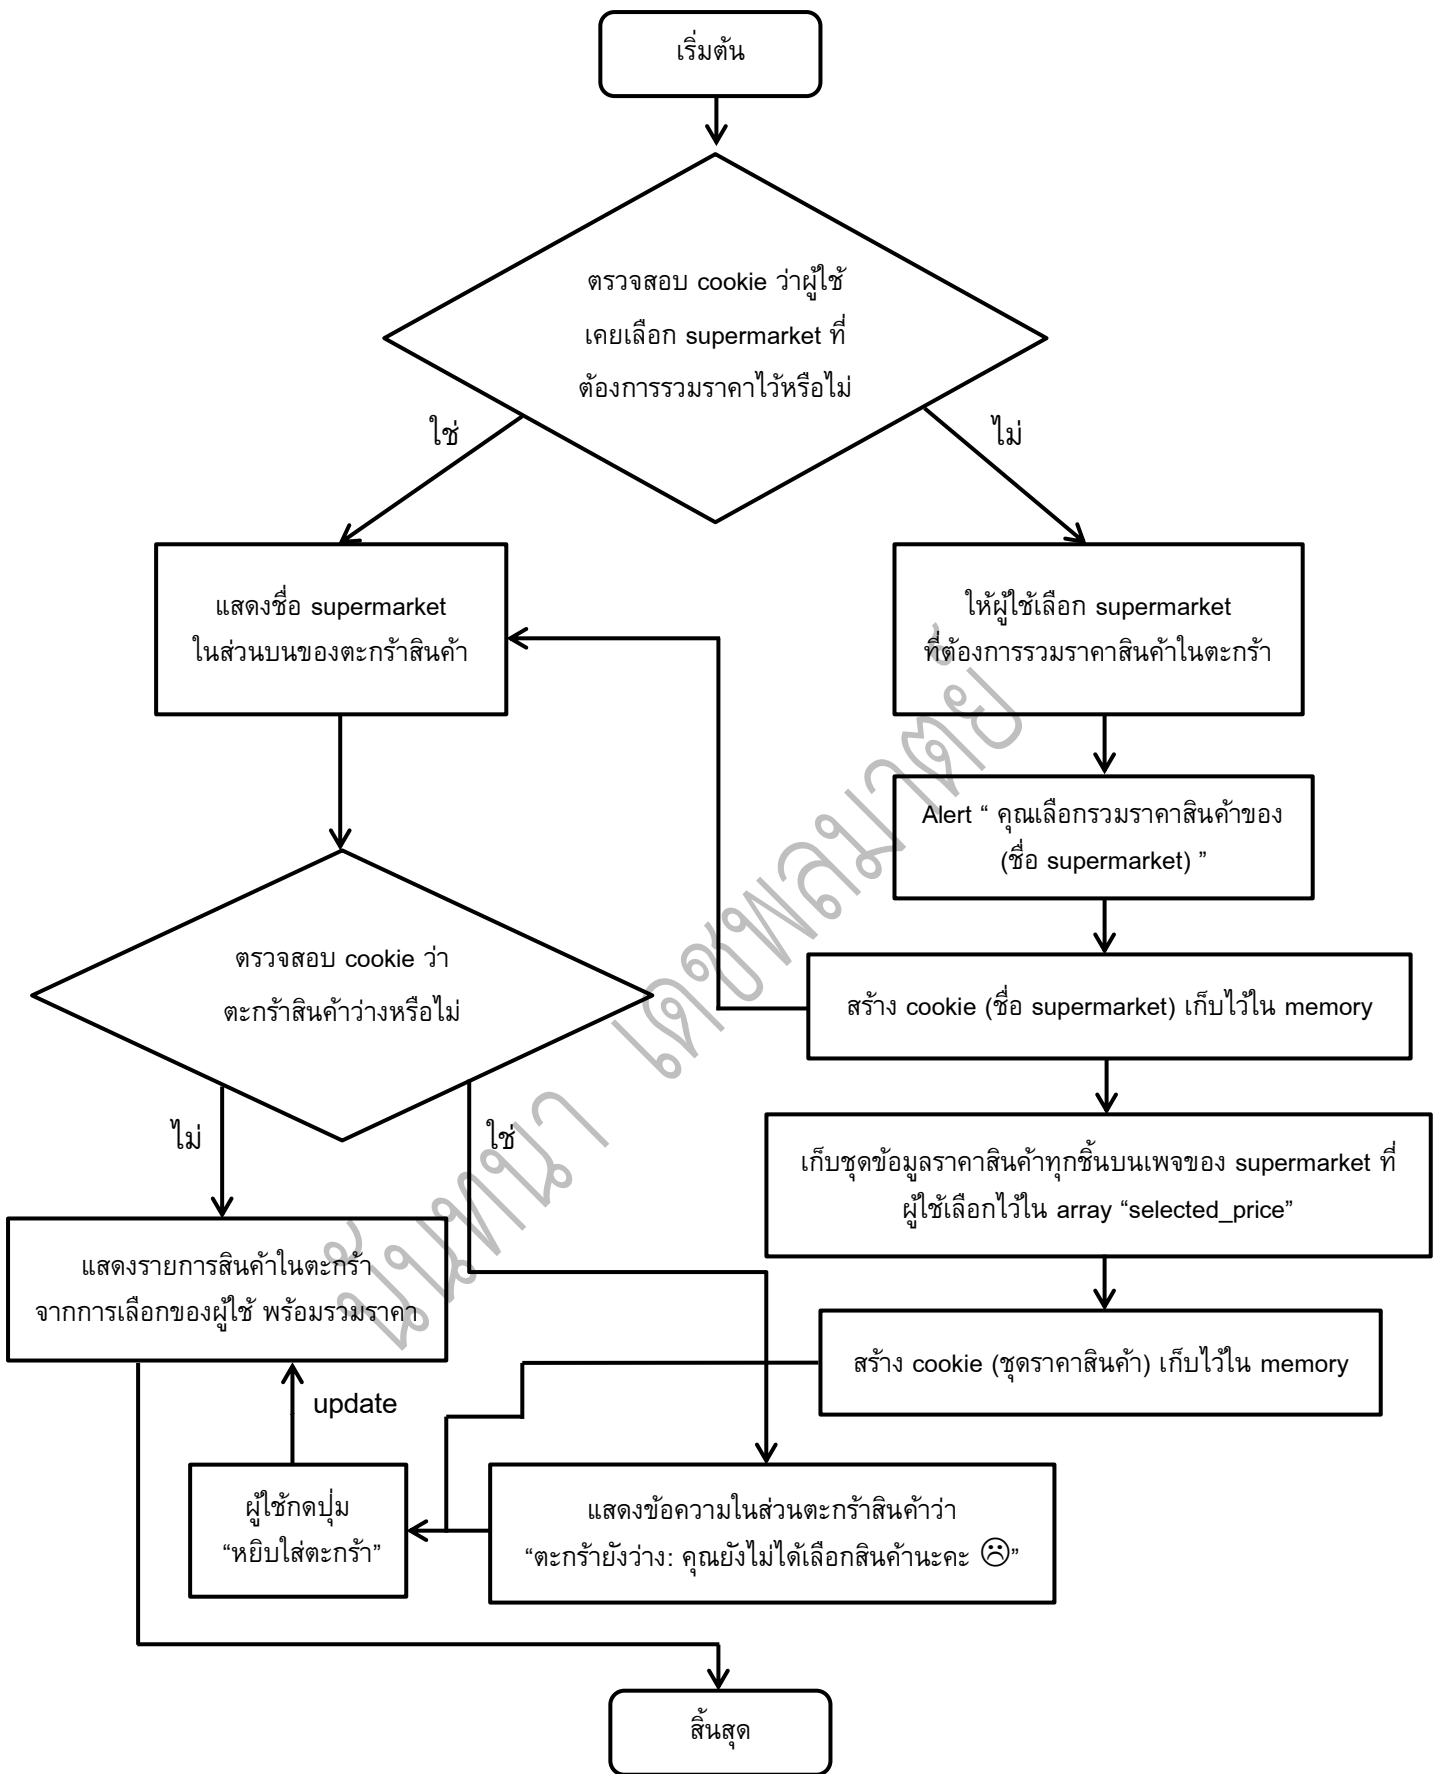 เริ่มต้น
ตรวจสอบ cookie ว่าผู้ใช้
เคยเลือก supermarket ที่
ต้องการรวมราคาไว้หรือไม่
ใช่
ไม่
แสดงชื่อ supermarket
ในส่วนบนของตะกร้าสินค้า
ให้ผู้ใช้เลือก supermarket
ที่ต้องการรวมราคาสินค้าในตะกร้า
Alert “ คุณเลือกรวมราคาสินค้าของ
(ชื่อ supermarket) ”
ตรวจสอบ cookie ว่า
ตะกร้าสินค้าว่างหรือไม่
สร้าง cookie (ชื่อ supermarket) เก็บไว้ใน memory
ไม่
ใช่
เก็บชุดข้อมูลราคาสินค้าทุกชิ้นบนเพจของ supermarket ที่
ผู้ใช้เลือกไว้ใน array “selected_price”
แสดงรายการสินค้าในตะกร้า
จากการเลือกของผู้ใช้ พร้อมรวมราคา
สร้าง cookie (ชุดราคาสินค้า) เก็บไว้ใน memory
update
ผู้ใช้กดปุ่ม
“หยิบใส่ตะกร้า”
แสดงข้อความในส่วนตะกร้าสินค้าว่า
“ตะกร้ายังว่าง: คุณยังไม่ได้เลือกสินค้านะคะ ☹”
สิ้นสุด
นันทนา เดชพลมาตย์